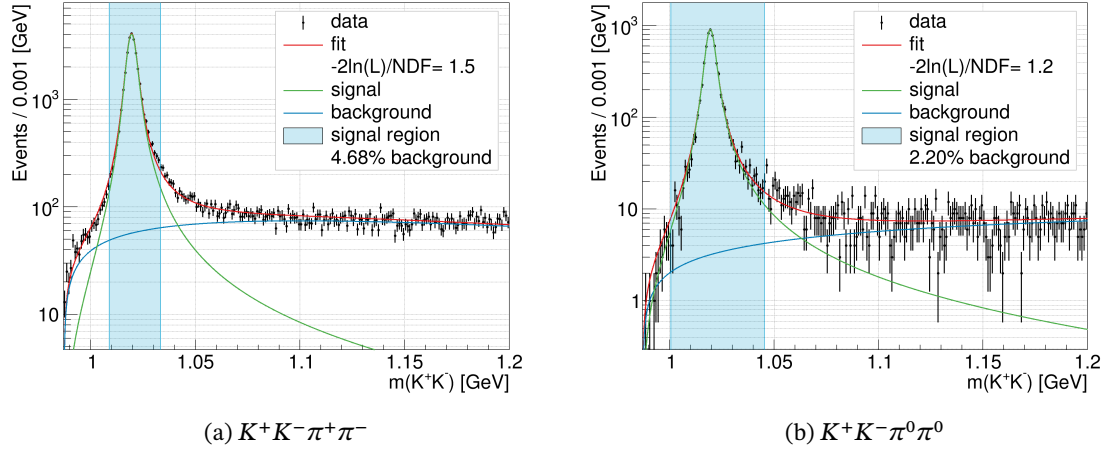 Events / 0.001 [GeV]
10³
10²
10
data
fit
-2ln(L)/NDF= 1.5
signal
background
signal region
4.68% background
1 1.05 1.1 1.15 1.2
m(K⁺K⁻) [GeV]
(a) K⁺K⁻π⁺π⁻
Events / 0.001 [GeV]
10³
10²
10
1
data
fit
-2ln(L)/NDF= 1.2
signal
background
signal region
2.20% background
1 1.05 1.1 1.15 1.2
m(K⁺K⁻) [GeV]
(b) K⁺K⁻π⁰π⁰